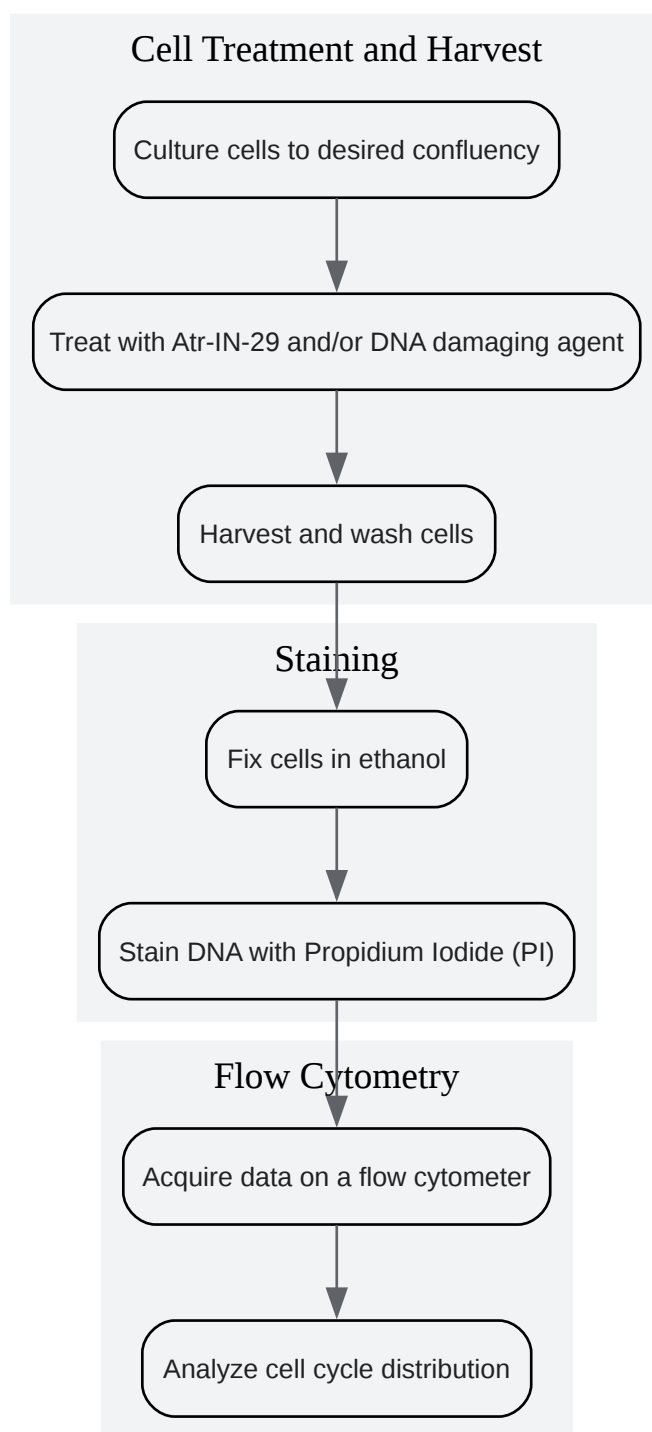 Cell Treatment and Harvest
Culture cells to desired confluency
Treat with Atr-IN-29 and/or DNA damaging agent
Harvest and wash cells
Staining
Fix cells in ethanol
Stain DNA with Propidium Iodide (PI)
Flow Cytometry
Acquire data on a flow cytometer
Analyze cell cycle distribution